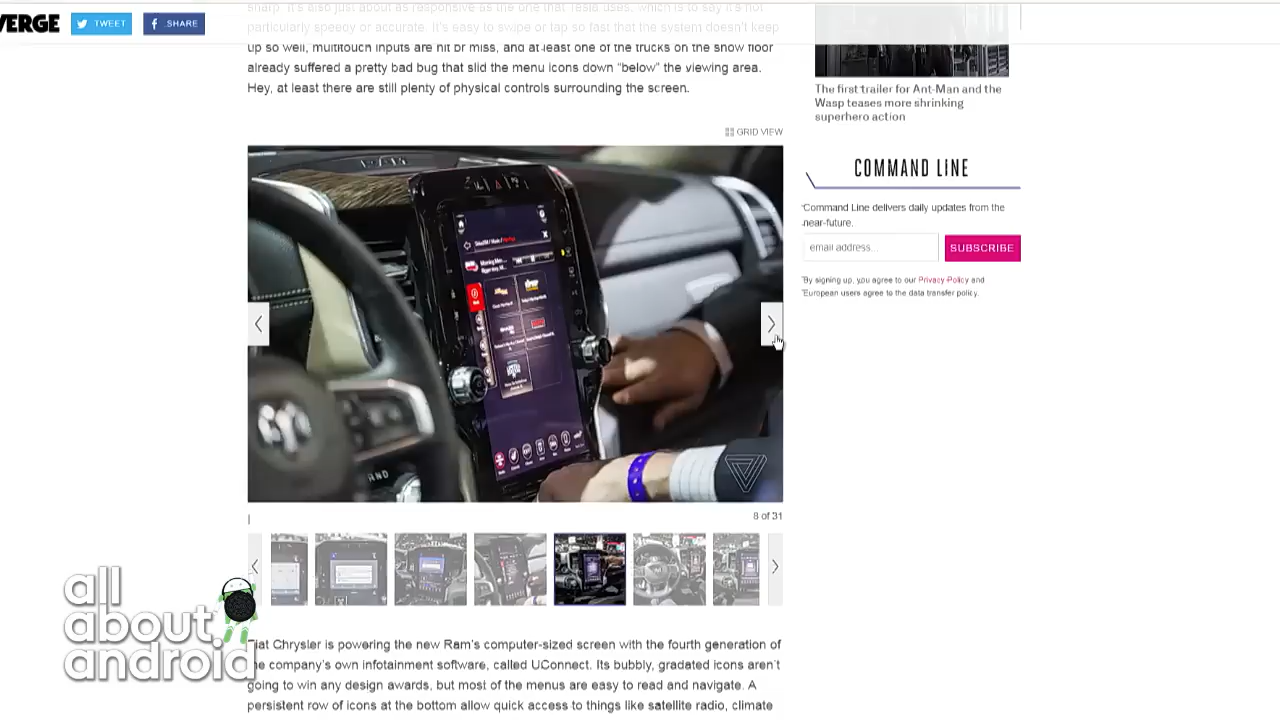 VERGE
TWEET
SHARE
sharp. It's also just about as responsive as the one that Tesla uses, which is to say it's not
particularly speedy or accurate. It's easy to swipe or tap so fast that the system doesn't keep
up so well, multitouch inputs are hit or miss, and at least one of the trucks on the show floor
already suffered a pretty bad bug that slid the menu icons down “below” the viewing area.
Hey, at least there are still plenty of physical controls surrounding the screen.
The first trailer for Ant-Man and the
Wasp teases more shrinking
superhero action
GRID VIEW
COMMAND LINE
Command Line delivers daily updates from the
near-future.
email address...
SUBSCRIBE
By signing up, you agree to our Privacy Policy and
European users agree to the data transfer policy.
8 of 31
all
about
android
Fiat Chrysler is powering the new Ram's computer-sized screen with the fourth generation of
the company's own infotainment software, called UConnect. Its bubbly, gradated icons aren't
going to win any design awards, but most of the menus are easy to read and navigate. A
persistent row of icons at the bottom allow quick access to things like satellite radio, climate